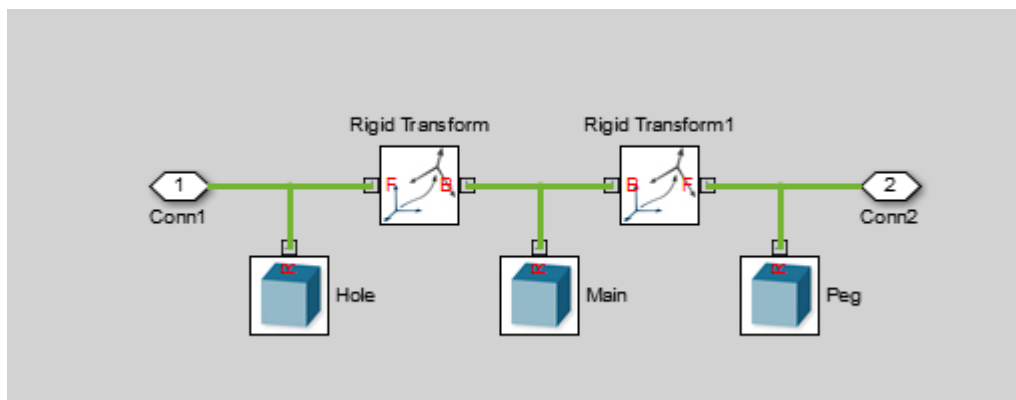 Rigid Transform
Rigid Transform1
1
F
B
B
F
2
Conn1
Conn2
R
Hole
R
Main
R
Peg